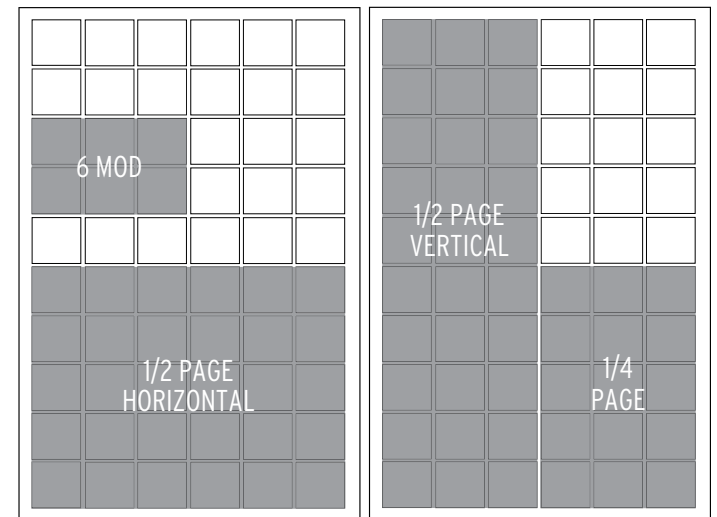 6 MOD
1/2 PAGE
HORIZONTAL
1/2 PAGE
VERTICAL
1/4
PAGE